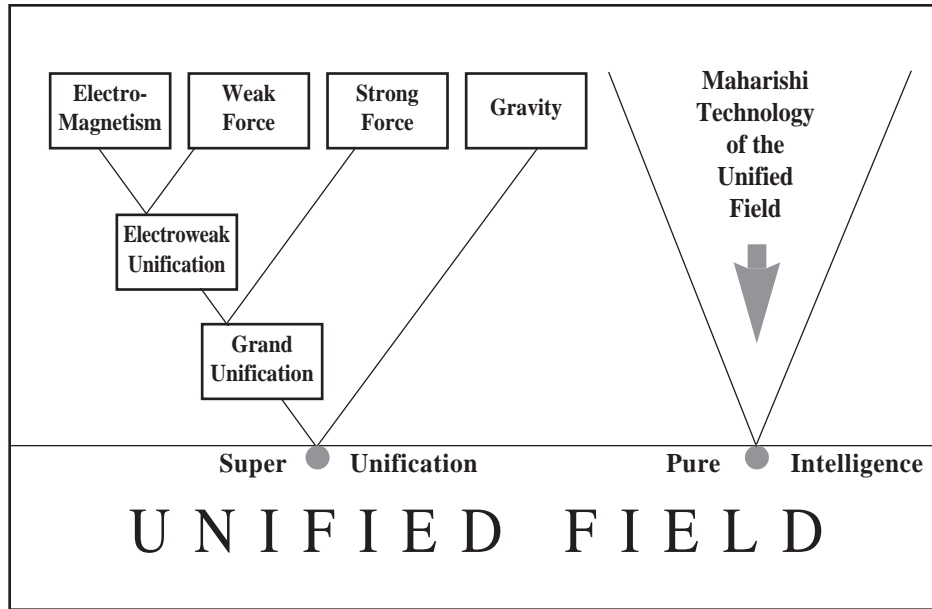 Electro-
Magnetism
Weak
Force
Strong
Force
Gravity
Electroweak
Unification
Grand
Unification
Maharishi
Technology
of the
Unified
Field
Super Unification
Pure Intelligence
UNIFIED FIELD